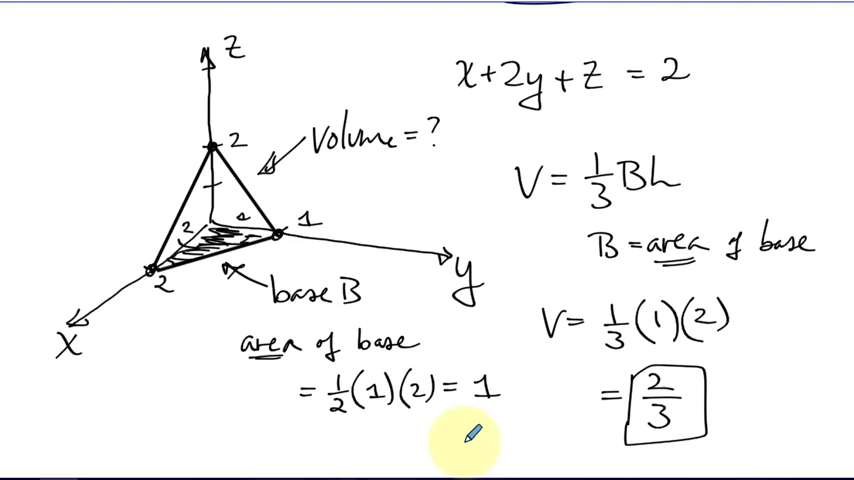 z
x+2y+z = 2
2
Volume = ?
V = 1/3 Bh
2
1
1
B = area of base
2
y
base B
V = 1/3 (1)(2)
x
area of base
= 1/2 (1)(2) = 1
= 2/3